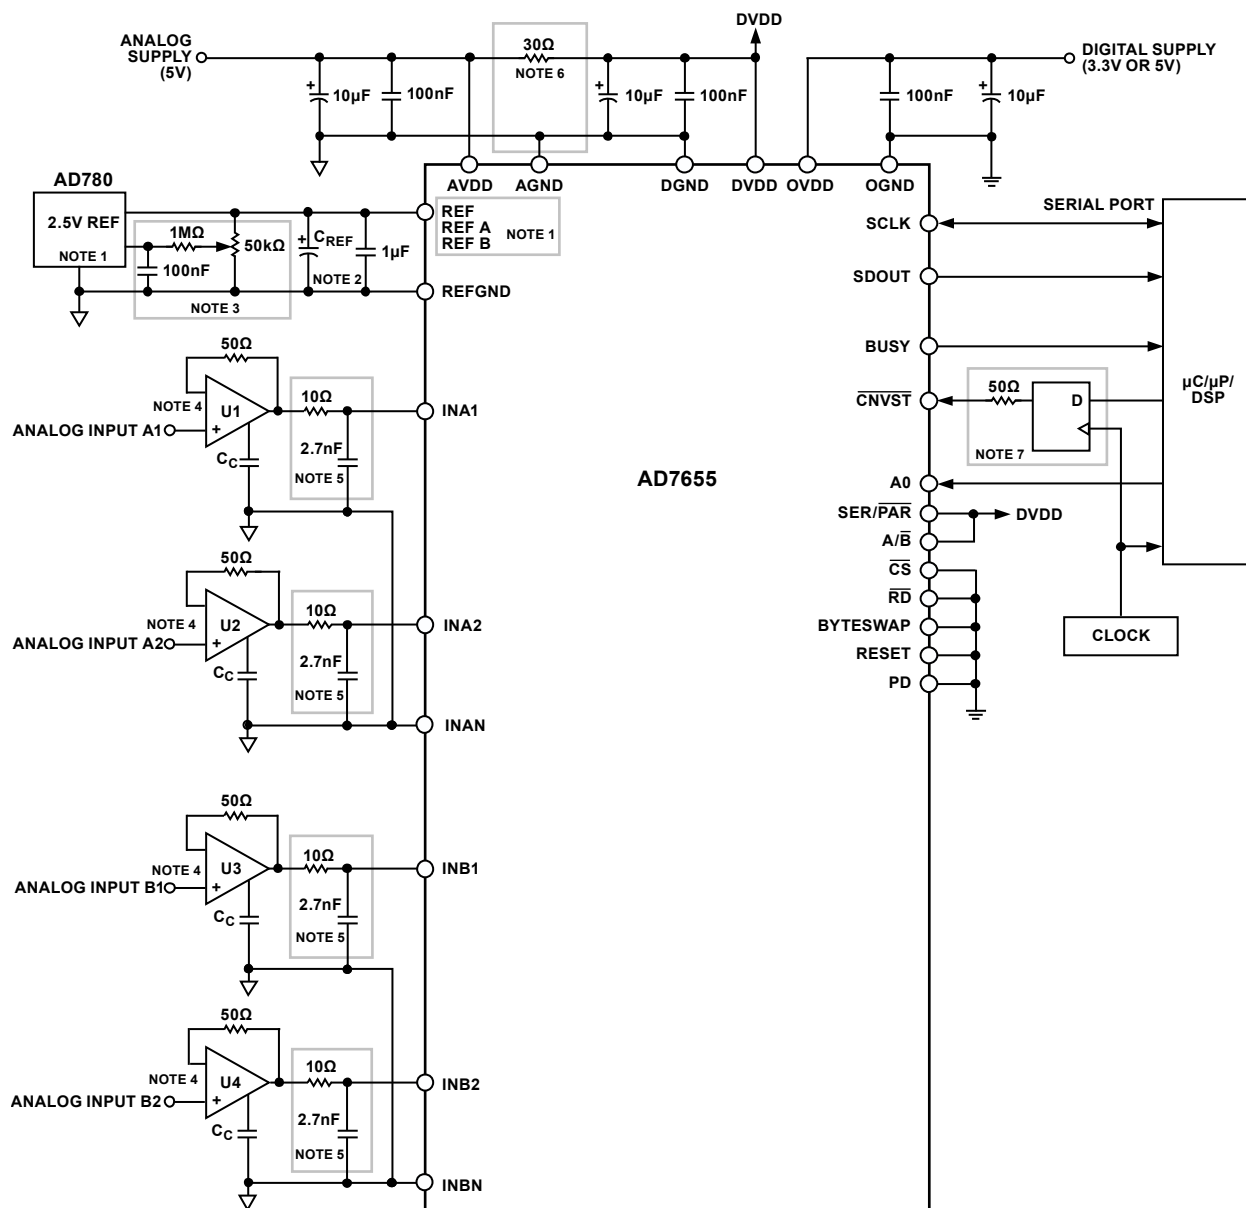 ANALOG
SUPPLY
(5V)
30Ω
NOTE 6
DVDD
DIGITAL SUPPLY
(3.3V OR 5V)
+
10µF
100nF
+
10µF
100nF
100nF
+
10µF
AVDD
AGND
DGND
DVDD
OVDD
OGND
AD780
2.5V REF
NOTE 1
1MΩ
50kΩ
100nF
NOTE 3
+
CREF
NOTE 2
1µF
REF
REF A
REF B
NOTE 1
REFGND
SERIAL PORT
SCLK
SDOUT
BUSY
CNVST
50Ω
D
NOTE 7
µC/µP/
DSP
A0
SER/PAR
DVDD
A/B
CS
RD
BYTESWAP
RESET
PD
CLOCK
AD7655
50Ω
NOTE 4
U1
+
ANALOG INPUT A1
CC
10Ω
2.7nF
NOTE 5
INA1
50Ω
NOTE 4
U2
+
ANALOG INPUT A2
CC
10Ω
2.7nF
NOTE 5
INA2
INAN
50Ω
NOTE 4
U3
+
ANALOG INPUT B1
CC
10Ω
2.7nF
NOTE 5
INB1
50Ω
NOTE 4
U4
+
ANALOG INPUT B2
CC
10Ω
2.7nF
NOTE 5
INB2
INBN